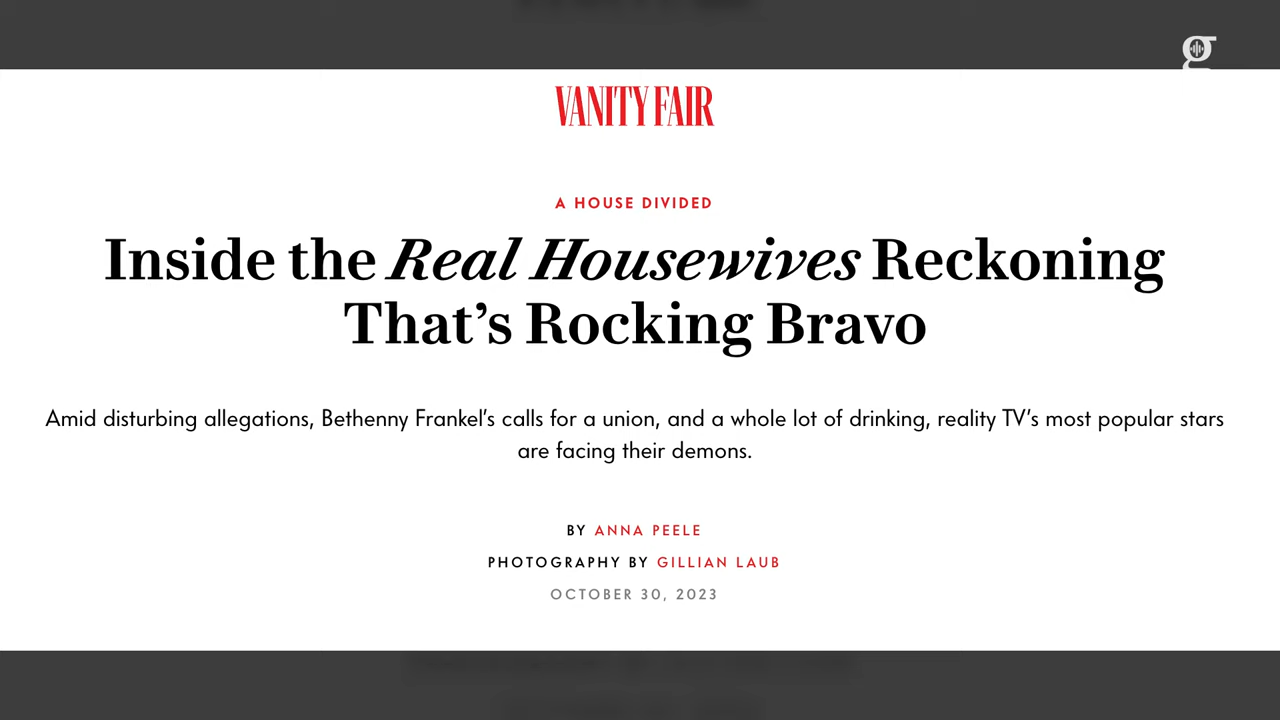 g
VANITY FAIR
A HOUSE DIVIDED
Inside the Real Housewives Reckoning
That’s Rocking Bravo
Amid disturbing allegations, Bethenny Frankel’s calls for a union, and a whole lot of drinking, reality TV’s most popular stars
are facing their demons.
BY ANNA PEELE
PHOTOGRAPHY BY GILLIAN LAUB
OCTOBER 30, 2023